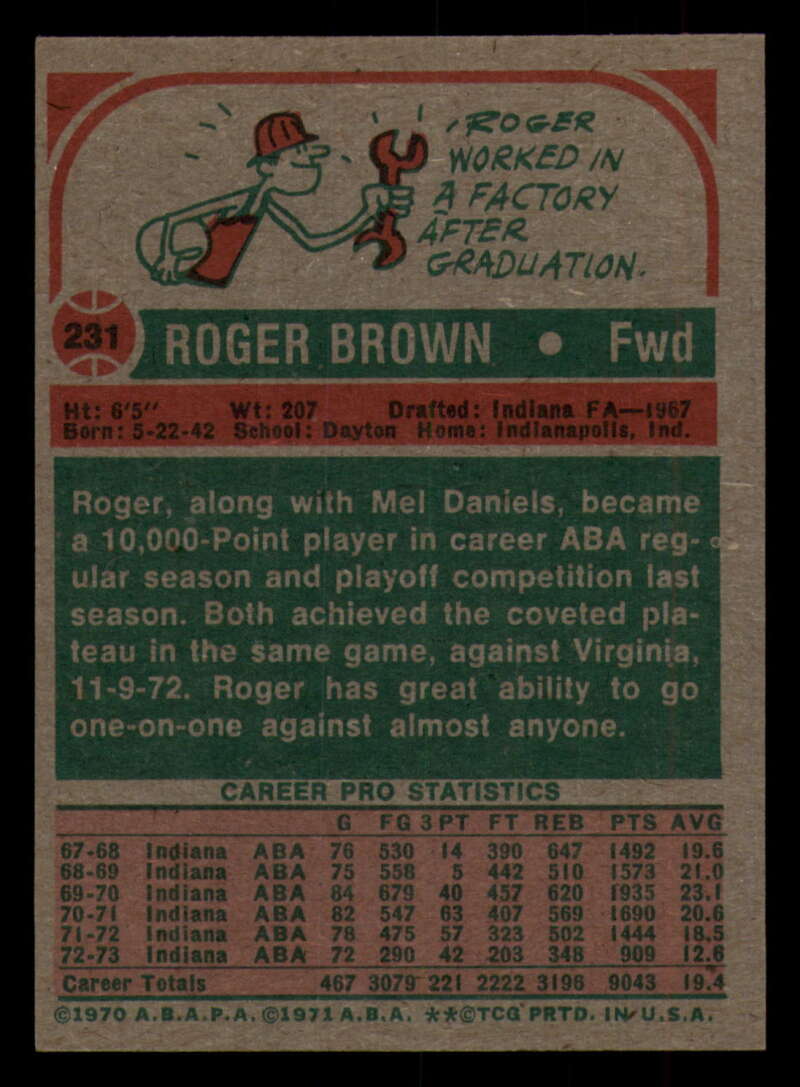 ROGER
WORKED IN
A FACTORY
AFTER
GRADUATION.
231 ROGER BROWN • Fwd
Ht: 6'5" Wt: 207 Drafted: Indiana FA—1967
Born: 5-22-42 School: Dayton Home: Indianapolis, Ind.
Roger, along with Mel Daniels, became
a 10,000-Point player in career ABA reg-
ular season and playoff competition last
season. Both achieved the coveted pla-
teau in the same game, against Virginia,
11-9-72. Roger has great ability to go
one-on-one against almost anyone.
CAREER PRO STATISTICS
G FG 3PT FT REB PTS AVG
67-68 Indiana ABA 76 530 14 390 647 1492 19.6
68-69 Indiana ABA 75 558 5 442 510 1573 21.0
69-70 Indiana ABA 84 679 40 457 620 1935 23.1
70-71 Indiana ABA 82 547 63 407 569 1690 20.6
71-72 Indiana ABA 78 475 57 323 502 1444 18.5
72-73 Indiana ABA 72 290 42 203 348 909 12.6
Career Totals 467 3079 221 2222 3196 9043 19.4
©1970 A.B.A.P.A. ©1971 A.B.A. **©TCG PRTD. IN U.S.A.